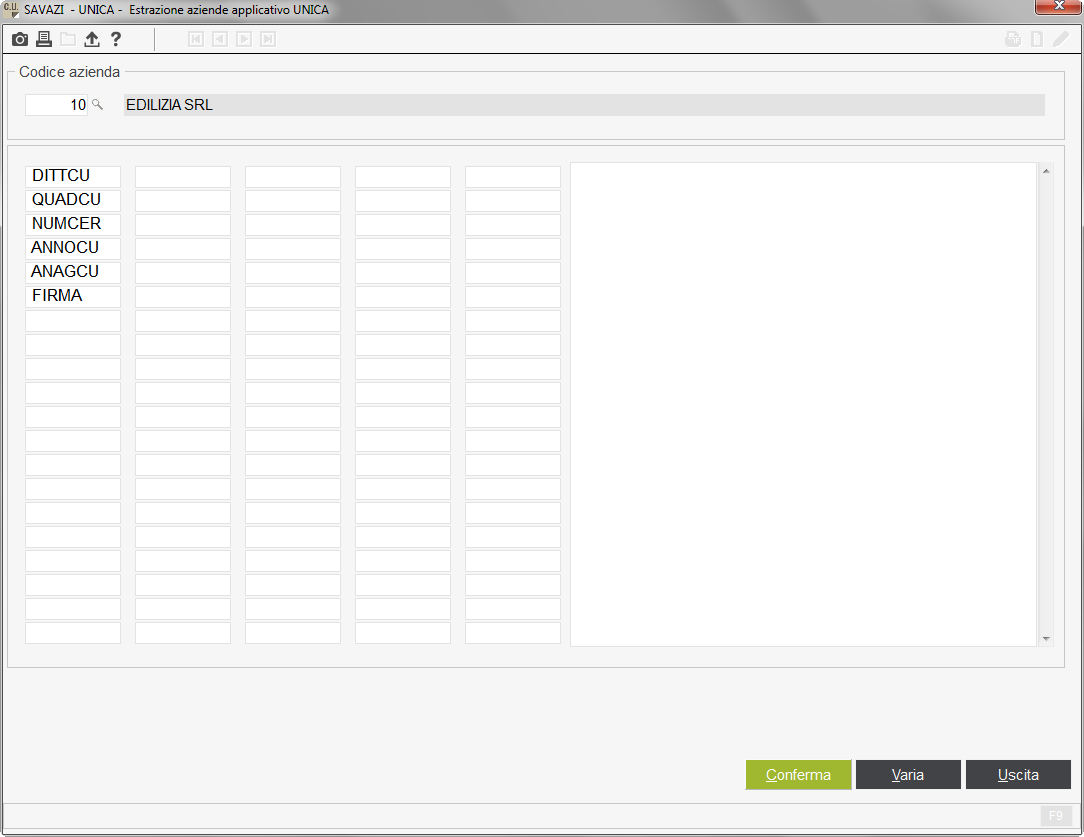 C.U.
SAVAZI - UNICA - Estrazione aziende applicativo UNICA
?
Codice azienda
10 EDILIZIA SRL
DITTCU
QUADCU
NUMCER
ANNOCU
ANAGCU
FIRMA
Conferma Varia Uscita
F9